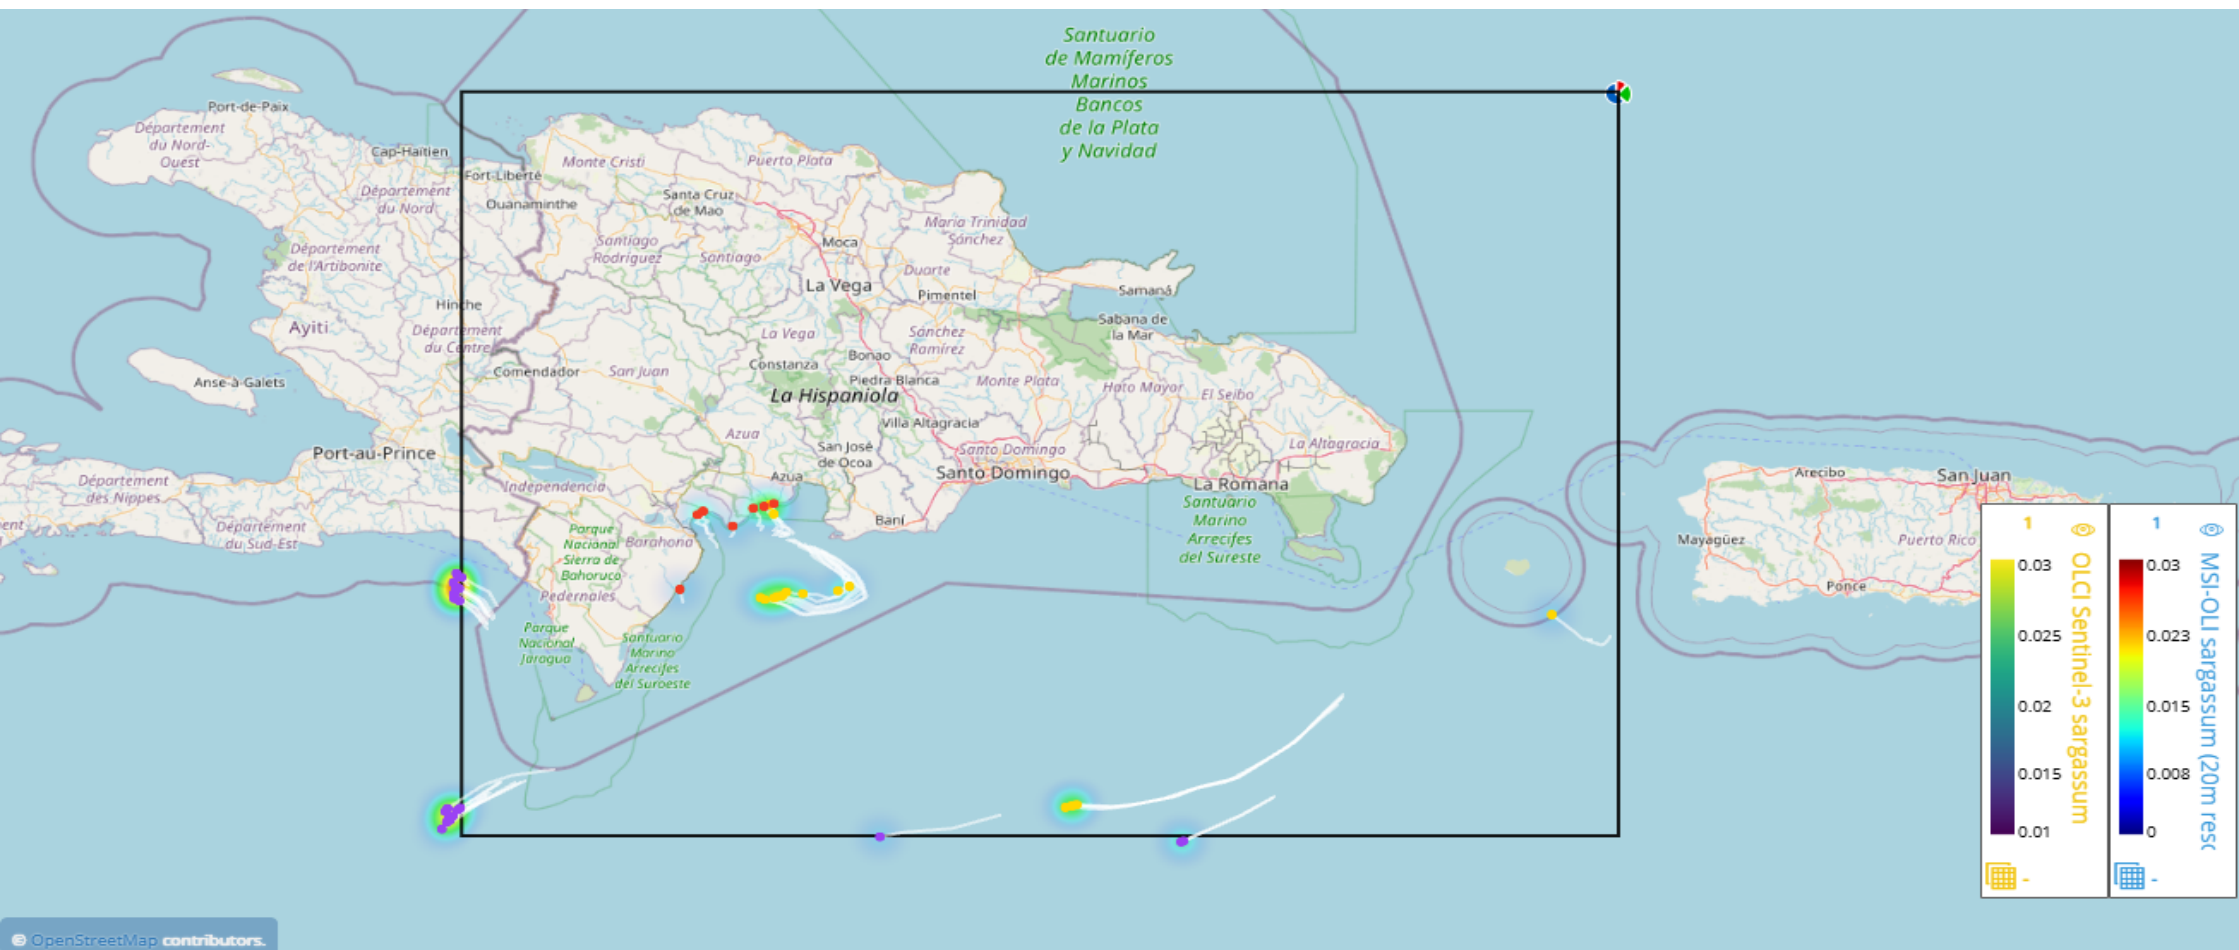 Santuario
de Mamíferos
Marinos
Bancos
de la Plata
y Navidad
Port-de-Paix
Département
du Nord-
Ouest
Cap-Haïtien
Fort-Liberté
Ouanaminthe
Département
du Nord
Monte Cristi
Puerto Plata
Santa Cruz
de Mao
María Trinidad
Sánchez
Département
de l'Artibonite
Santiago
Rodríguez
Santiago
Moca
Duarte
La Vega
Pimentel
Samaná
Hinche
Ayiti
Département
du Centre
La Vega
Sánchez
Ramírez
Sabana de
la Mar
Anse-à-Galets
Comendador
San Juan
Constanza
Bonao
Piedra Blanca
Monte Plata
Hato Mayor
El Seibo
La Hispaniola
Villa Altagracia
Azua
San José
de Ocoa
Santo Domingo
La Altagracia
Port-au-Prince
Santo Domingo
La Romana
Azua
Independencia
Département
des Nippes
Département
du Sud-Est
ent
Baní
Santuario
Marino
Arrecifes
del Sureste
Parque
Nacional
Sierra de
Bahoruco
Barahona
Pedernales
Parque
Nacional
Jaragua
Santuario
Marino
Arrecifes
del Suroeste
Arecibo
San Juan
Mayagüez
Puerto Rico
Ponce
1
0.03
0.025
0.02
0.015
0.01
OLCI Sentinel-3 sargassum
-
1
0.03
0.023
0.015
0.008
0
MSI-OLI sargassum (20m resc
-
© OpenStreetMap contributors.